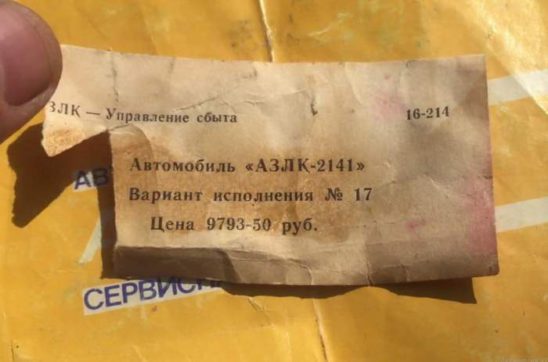 ЗЛК — Управление сбыта 16-214
Автомобиль «АЗЛК-2141»
Вариант исполнения № 17
Цена 9793-50 руб.
АВ
СЕРВИСН